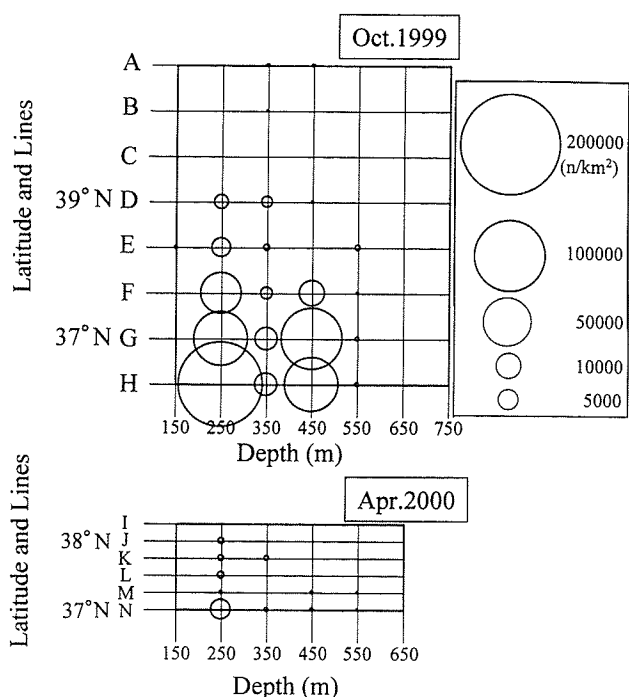 Oct.1999
Latitude and Lines
A
B
C
39°N D
E
F
37°N G
H
150 250 350 450 550 650 750
Depth (m)
200000
(n/km²)
100000
50000
10000
5000
Apr.2000
Latitude and Lines
I
38°N J
K
L
M
37°N N
150 250 350 450 550 650
Depth (m)